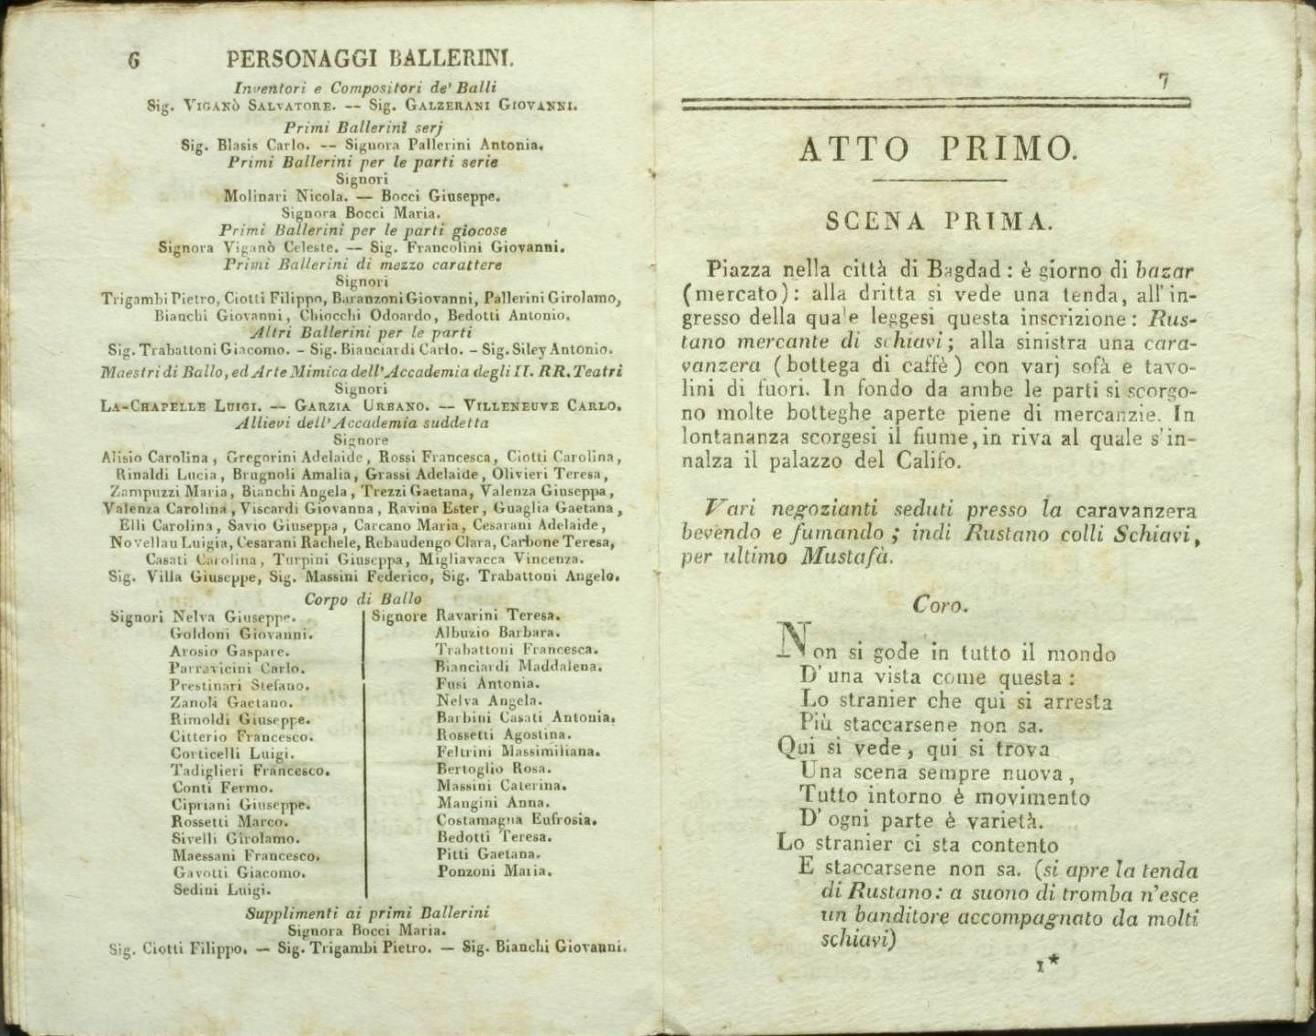 6 PERSONAGGI BALLERINI.
Inventori e Compositori de' Balli
Sig. VIGANÒ SALVATORE. -- Sig. GALZERANI GIOVANNI.
Primi Ballerini serj
Sig. Blasis Carlo. -- Signora Pallerini Antonia.
Primi Ballerini per le parti serie
Signori
Molinari Nicola. — Bocci Giuseppe.
Signora Bocci Maria.
Primi Ballerini per le parti giocose
Signora Viganò Celeste. -- Sig. Francolini Giovanni.
Primi Ballerini di mezzo carattere
Signori
Trigambi Pietro, Ciotti Filippo, Baranzoni Giovanni, Pallerini Girolamo,
Bianchi Giovanni, Chiocchi Odoardo, Bedotti Antonio.
Altri Ballerini per le parti
Sig. Trabattoni Giacomo. - Sig. Bianciardi Carlo. - Sig. Siley Antonio.
Maestri di Ballo, ed Arte Mimica dell'Accademia degli II. RR. Teatri
Signori
LA-CHAPELLE LUIGI. — GARZIA URBANO. — VILLENEUVE CARLO.
Allievi dell'Accademia suddetta
Signore
Alisio Carolina, Gregorini Adelaide, Rossi Francesca, Ciotti Carolina,
Rinaldi Lucia, Brugnoli Amalia, Grassi Adelaide, Olivieri Teresa,
Zampuzzi Maria, Bianchi Angela, Trezzi Gaetana, Valenza Giuseppa,
Valenza Carolina, Viscardi Giovanna, Ravina Ester, Guaglia Gaetana,
Elli Carolina, Savio Giuseppa, Carcano Maria, Cesarani Adelaide,
Novellau Luigia, Cesarani Rachele, Rebaudengo Clara, Carbone Teresa,
Casati Carolina, Turpini Giuseppa, Migliavacca Vincenza.
Sig. Villa Giuseppe, Sig. Massini Federico, Sig. Trabattoni Angelo.
Corpo di Ballo
Signori Nelva Giuseppe.
Goldoni Giovanni.
Arosio Gaspare.
Parravicini Carlo.
Prestinari Stefano.
Zanoli Gaetano.
Rimoldi Giuseppe.
Citterio Francesco.
Corticelli Luigi.
Tadiglieri Francesco.
Conti Fermo.
Cipriani Giuseppe.
Rossetti Marco.
Sivelli Girolamo.
Maessani Francesco.
Gavotti Giacomo.
Sedini Luigi.
Signore Ravarini Teresa.
Albuzio Barbara.
Trabattoni Francesca.
Bianciardi Maddalena.
Fusi Antonia.
Nelva Angela.
Barbini Casati Antonia.
Rossetti Agostina.
Feltrini Massimiliana.
Bertoglio Rosa.
Massini Caterina.
Mangini Anna.
Costamagna Eufrosia.
Bedotti Teresa.
Pitti Gaetana.
Ponzoni Maria.
Supplimenti ai primi Ballerini
Signora Bocci Maria.
Sig. Ciotti Filippo. — Sig. Trigambi Pietro. — Sig. Bianchi Giovanni.
7
ATTO PRIMO.
SCENA PRIMA.
Piazza nella città di Bagdad: è giorno di bazar
(mercato): alla dritta si vede una tenda, all'in-
gresso della quale leggesi questa inscrizione: Rus-
tano mercante di schiavi; alla sinistra una cara-
vanzera (bottega di caffè) con varj sofà e tavo-
lini di fuori. In fondo da ambe le parti si scorgo-
no molte botteghe aperte piene di mercanzie. In
lontananza scorgesi il fiume, in riva al quale s'in-
nalza il palazzo del Califo.
Vari negozianti seduti presso la caravanzera
bevendo e fumando; indi Rustano colli Schiavi,
per ultimo Mustafà.
Coro.
Non si gode in tutto il mondo
D'una vista come questa:
Lo stranier che qui si arresta
Più staccarsene non sa.
Qui si vede, qui si trova
Una scena sempre nuova,
Tutto intorno è movimento
D'ogni parte è varietà.
Lo stranier ci sta contento
E staccarsene non sa. (si apre la tenda
di Rustano: a suono di tromba n'esce
un banditore accompagnato da molti
schiavi)
1*